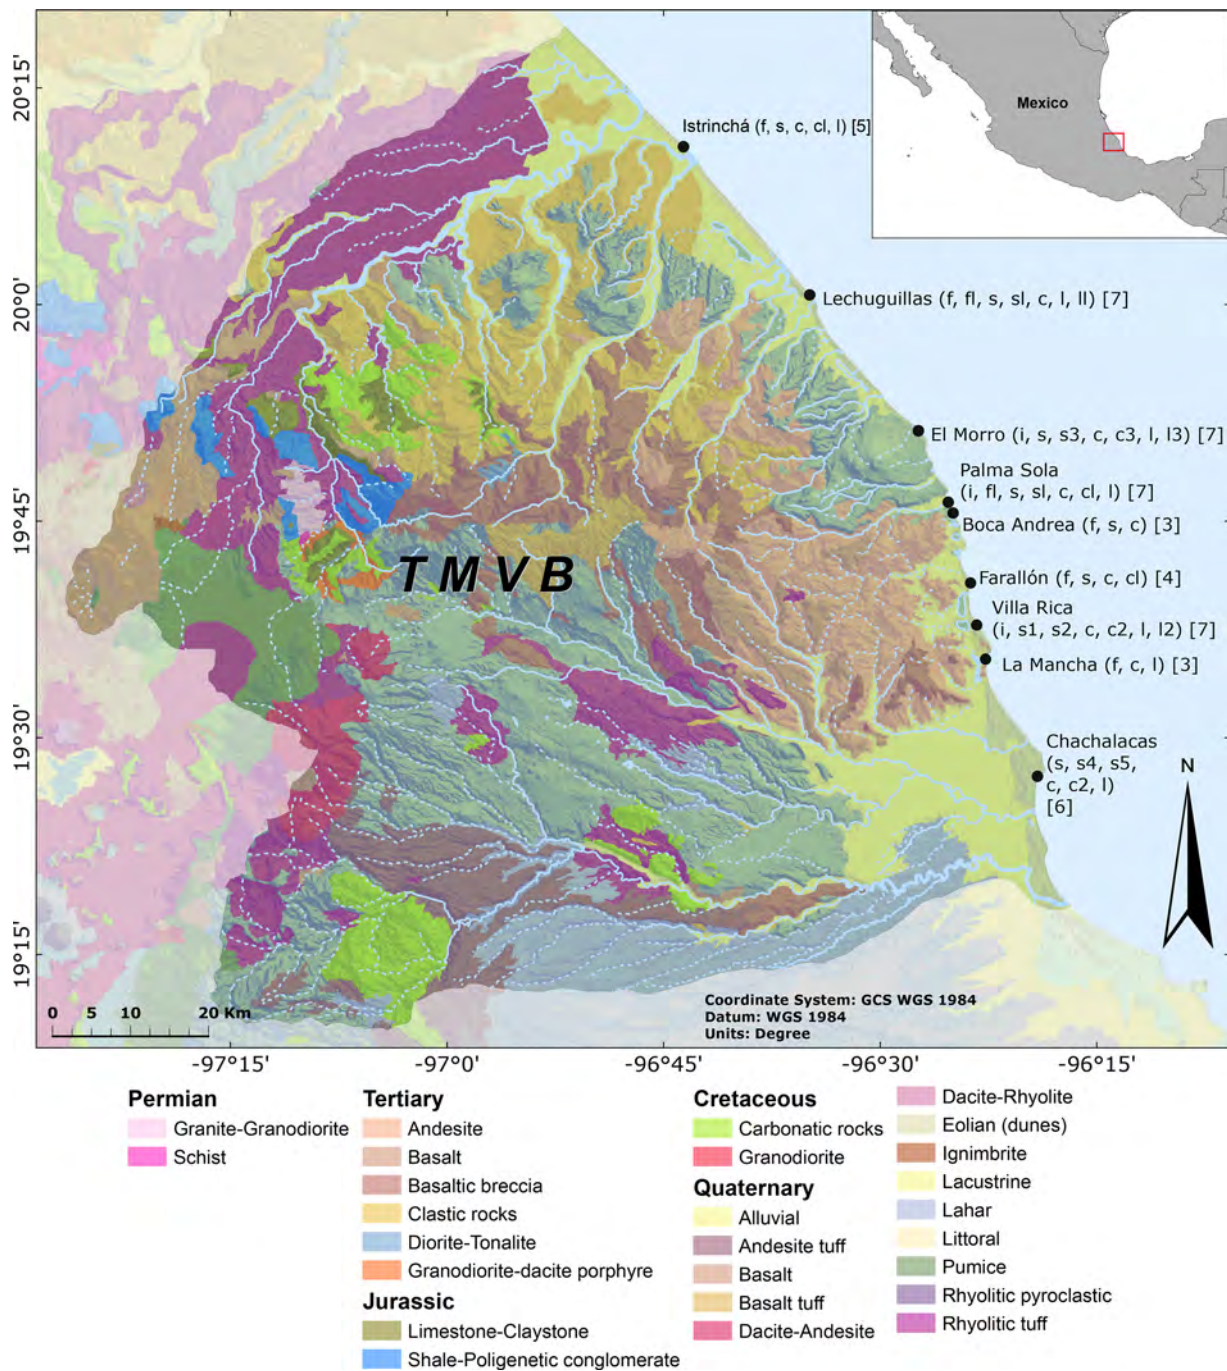 20°15'
20°0'
19°45'
19°30'
19°15'
Mexico
Istrinchá (f, s, c, cl, l) [5]
Lechuguillas (f, fl, s, sl, c, l, ll) [7]
El Morro (i, s, s3, c, c3, l, l3) [7]
Palma Sola
(i, fl, s, sl, c, cl, l) [7]
Boca Andrea (f, s, c) [3]
TMVB
Farallón (f, s, c, cl) [4]
Villa Rica
(i, s1, s2, c, c2, l, l2) [7]
La Mancha (f, c, l) [3]
Chachalacas
(s, s4, s5,
c, c2, l)
[6]
N
0 5 10 20 Km
Coordinate System: GCS WGS 1984
Datum: WGS 1984
Units: Degree
-97°15' -97°0' -96°45' -96°30' -96°15'
Permian
Granite-Granodiorite
Schist
Tertiary
Andesite
Basalt
Basaltic breccia
Clastic rocks
Diorite-Tonalite
Granodiorite-dacite porphyre
Jurassic
Limestone-Claystone
Shale-Poligenetic conglomerate
Cretaceous
Carbonatic rocks
Granodiorite
Quaternary
Alluvial
Andesite tuff
Basalt
Basalt tuff
Dacite-Andesite
Dacite-Rhyolite
Eolian (dunes)
Ignimbrite
Lacustrine
Lahar
Littoral
Pumice
Rhyolitic pyroclastic
Rhyolitic tuff